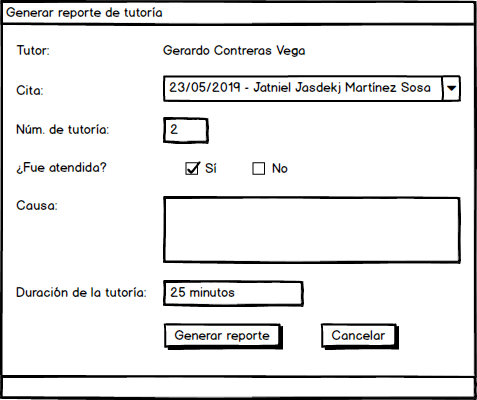 Generar reporte de tutoría
Tutor: Gerardo Contreras Vega
Cita: 23/05/2019 - Jatniel Jasdekj Martínez Sosa
Núm. de tutoría: 2
¿Fue atendida? Sí No
Causa:
Duración de la tutoría: 25 minutos
Generar reporte Cancelar